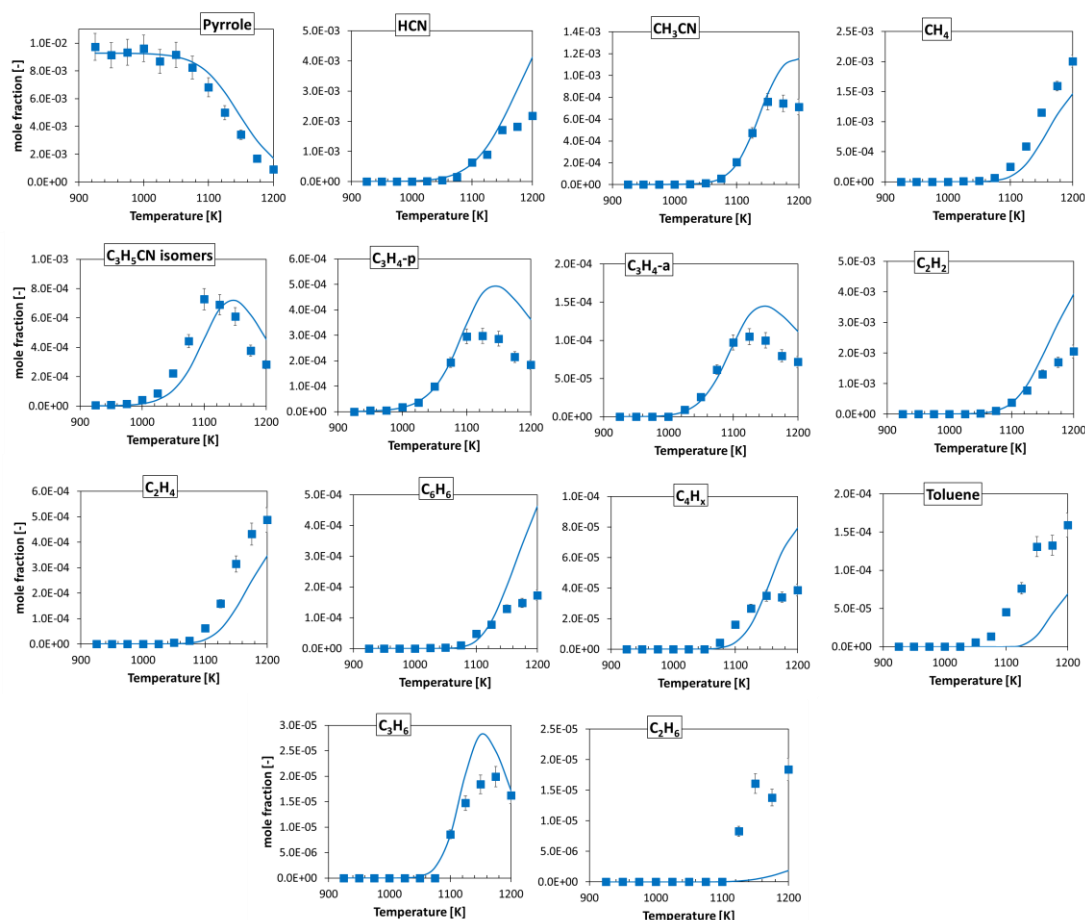 Pyrrole
mole fraction [-]
1.0E-02
8.0E-03
6.0E-03
4.0E-03
2.0E-03
0.0E+00
900 1000 1100 1200
Temperature [K]
HCN
5.0E-03
4.0E-03
3.0E-03
2.0E-03
1.0E-03
0.0E+00
900 1000 1100 1200
Temperature [K]
CH₃CN
1.4E-03
1.2E-03
1.0E-03
8.0E-04
6.0E-04
4.0E-04
2.0E-04
0.0E+00
900 1000 1100 1200
Temperature [K]
CH₄
2.0E-03
1.5E-03
1.0E-03
5.0E-04
0.0E+00
900 1000 1100 1200
Temperature [K]
C₃H₅CN isomers
mole fraction [-]
1.0E-03
8.0E-04
6.0E-04
4.0E-04
2.0E-04
0.0E+00
900 1000 1100 1200
Temperature [K]
C₃H₄-p
6.0E-04
5.0E-04
4.0E-04
3.0E-04
2.0E-04
1.0E-04
0.0E+00
900 1000 1100 1200
Temperature [K]
C₃H₄-a
2.0E-04
1.5E-04
1.0E-04
5.0E-05
0.0E+00
900 1000 1100 1200
Temperature [K]
C₂H₂
5.0E-03
4.0E-03
3.0E-03
2.0E-03
1.0E-03
0.0E+00
900 1000 1100 1200
Temperature [K]
C₂H₄
mole fraction [-]
6.0E-04
5.0E-04
4.0E-04
3.0E-04
2.0E-04
1.0E-04
0.0E+00
900 1000 1100 1200
Temperature [K]
C₆H₆
5.0E-04
4.0E-04
3.0E-04
2.0E-04
1.0E-04
0.0E+00
900 1000 1100 1200
Temperature [K]
C₄Hₓ
1.0E-04
8.0E-05
6.0E-05
4.0E-05
2.0E-05
0.0E+00
900 1000 1100 1200
Temperature [K]
Toluene
2.0E-04
1.5E-04
1.0E-04
5.0E-05
0.0E+00
900 1000 1100 1200
Temperature [K]
C₃H₆
mole fraction [-]
3.0E-05
2.5E-05
2.0E-05
1.5E-05
1.0E-05
5.0E-06
0.0E+00
900 1000 1100 1200
Temperature [K]
C₂H₆
2.5E-05
2.0E-05
1.5E-05
1.0E-05
5.0E-06
0.0E+00
900 1000 1100 1200
Temperature [K]